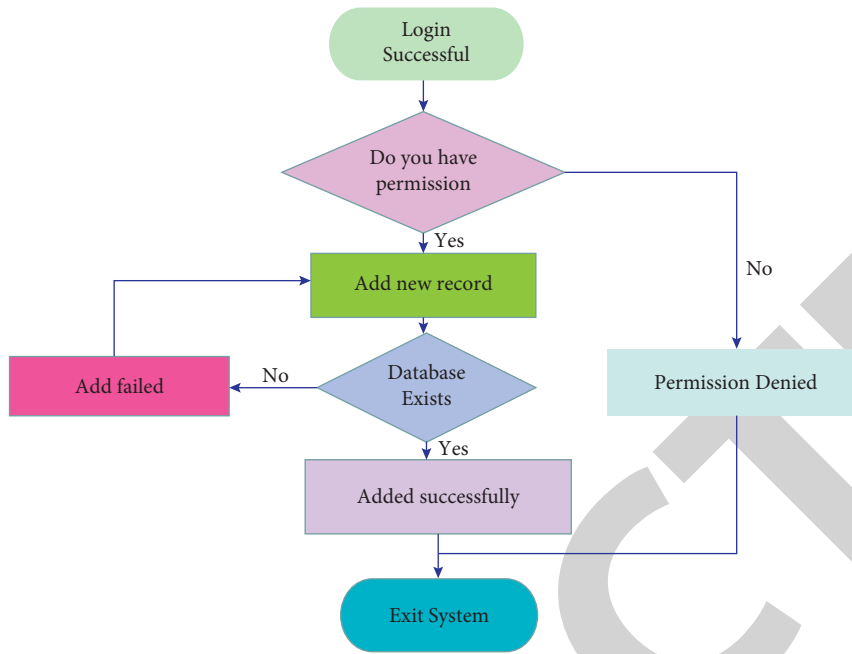 Login
Successful
Do you have
permission
Yes
No
Add new record
No
Add failed
Database
Exists
Permission Denied
Yes
Added successfully
Exit System